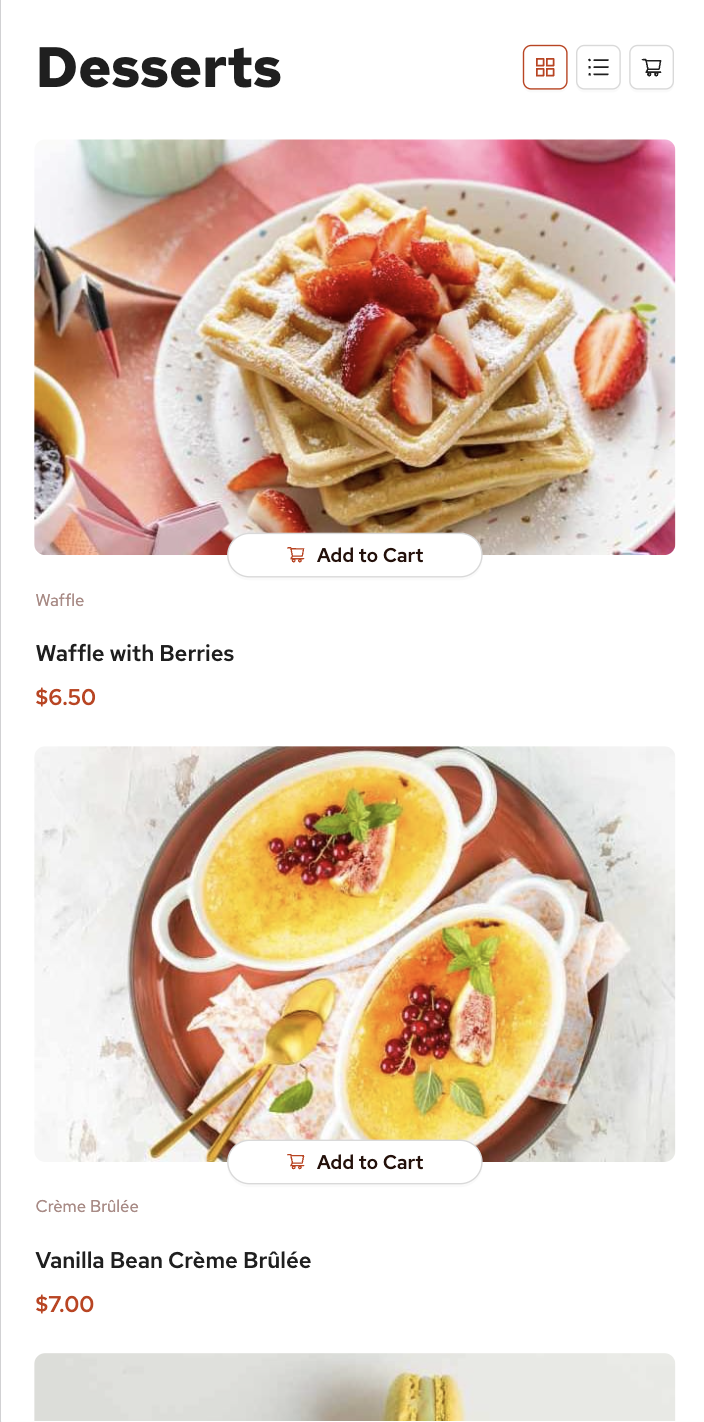 Desserts
Add to Cart
Waffle
Waffle with Berries
$6.50
Add to Cart
Crème Brûlée
Vanilla Bean Crème Brûlée
$7.00